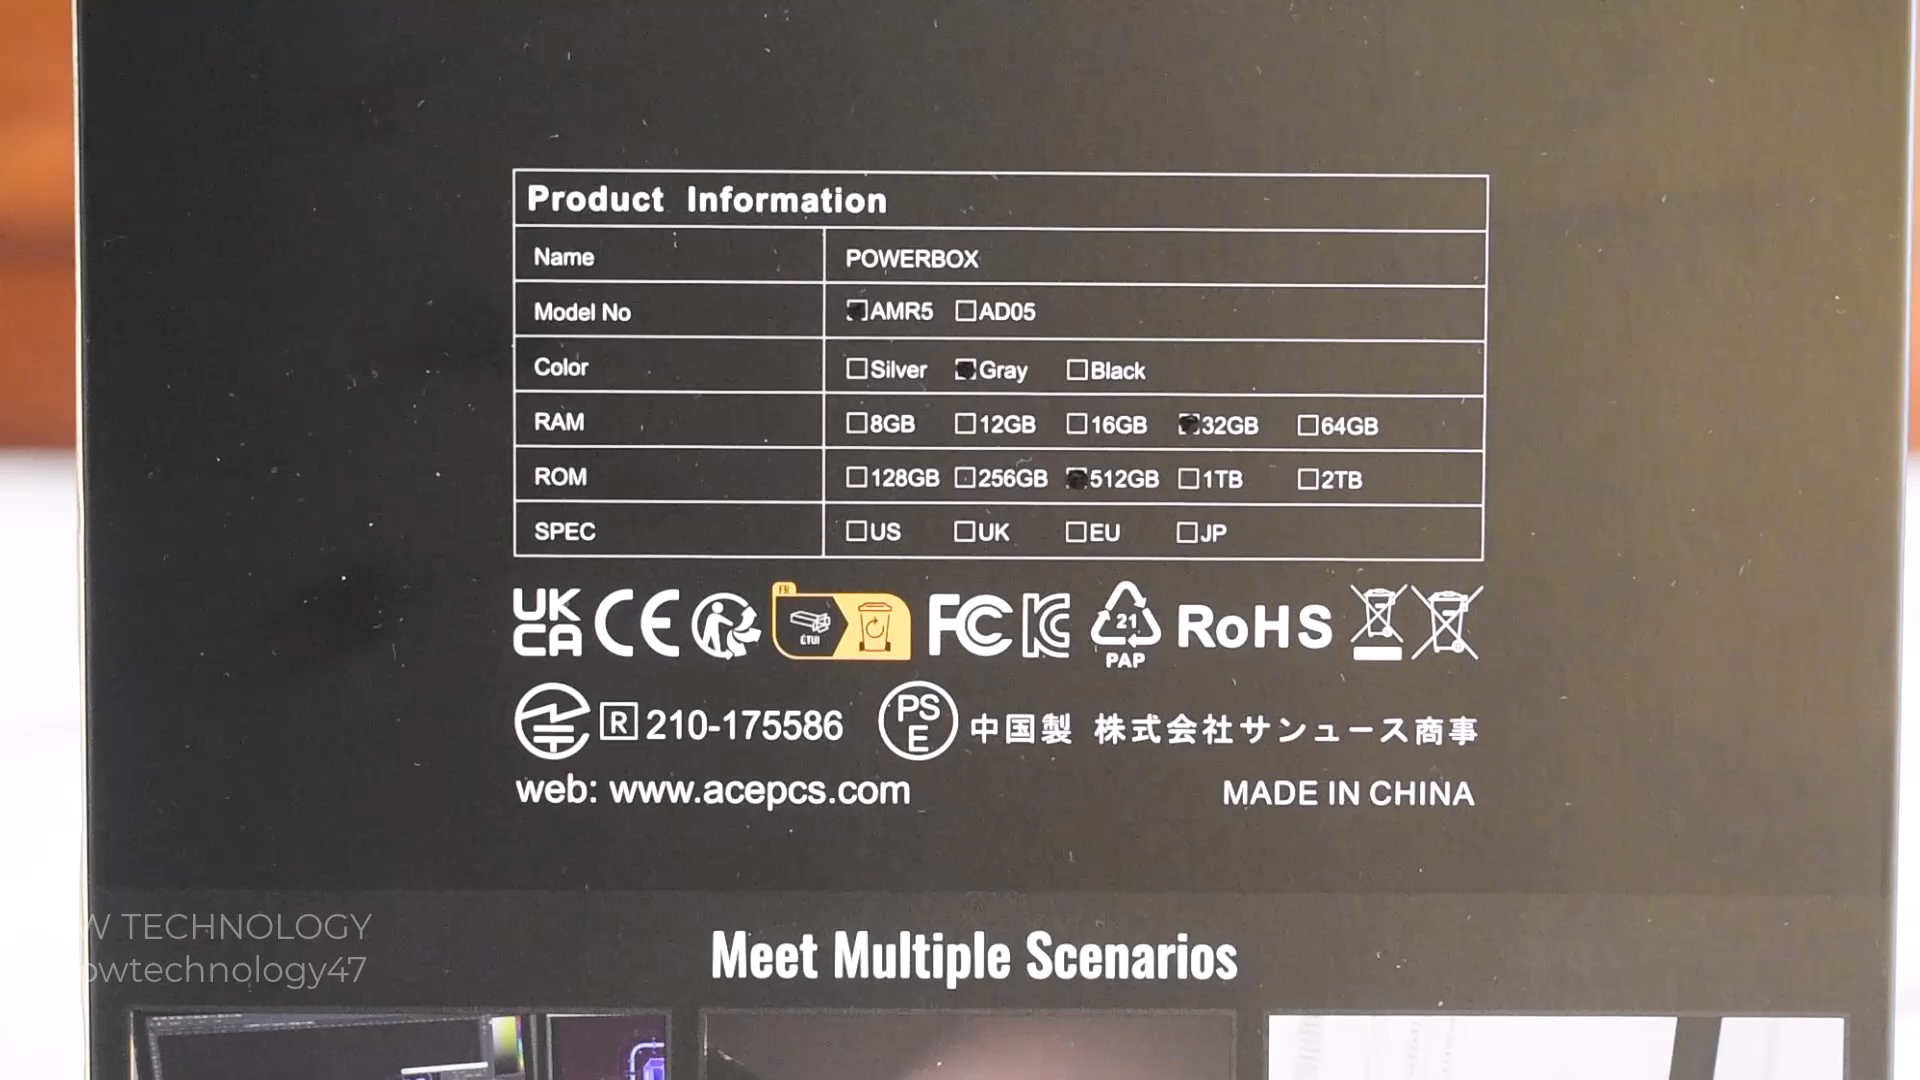 Product Information
Name POWERBOX
Model No AMR5 AD05
Color Silver Gray Black
RAM 8GB 12GB 16GB 32GB 64GB
ROM 128GB 256GB 512GB 1TB 2TB
SPEC US UK EU JP
UK CA CE FR ÉTUI FC KC 21 PAP RoHS
R 210-175586 PS E 中国製 株式会社サンュース商事
web: www.acepcs.com MADE IN CHINA
W TECHNOLOGY
owtechnology47
Meet Multiple Scenarios